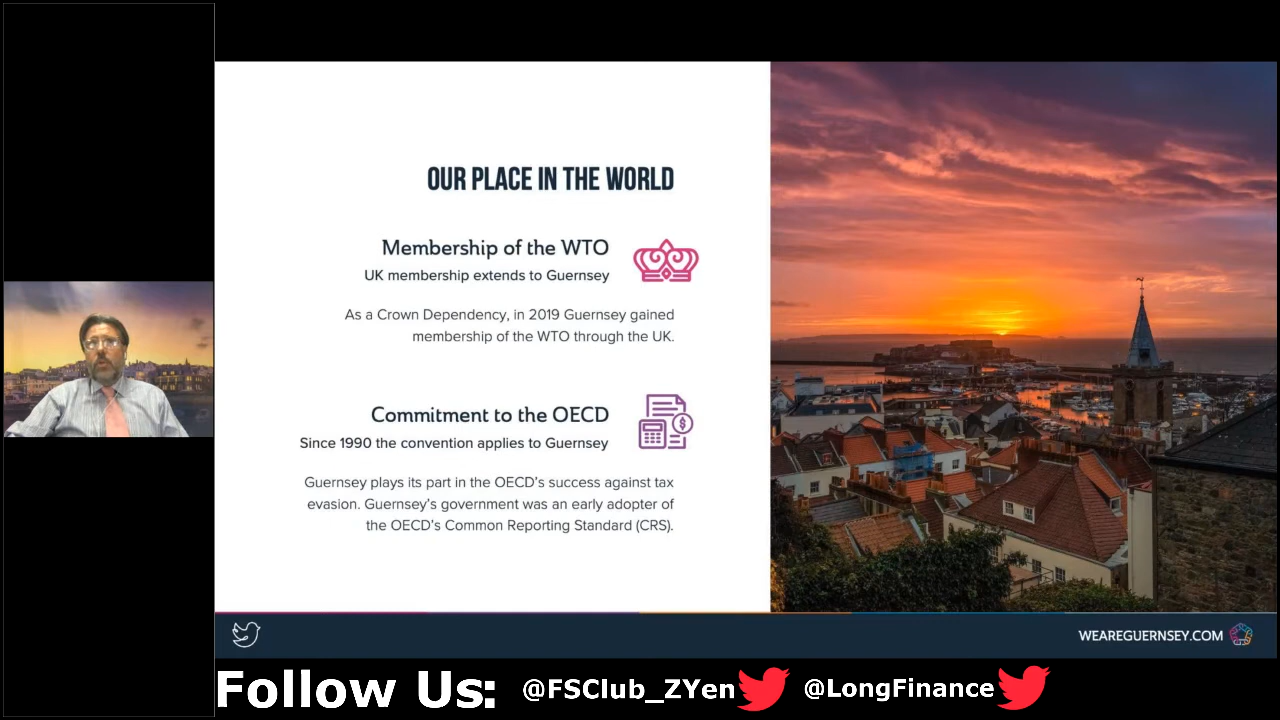 OUR PLACE IN THE WORLD
Membership of the WTO
UK membership extends to Guernsey
As a Crown Dependency, in 2019 Guernsey gained
membership of the WTO through the UK.
Commitment to the OECD
Since 1990 the convention applies to Guernsey
Guernsey plays its part in the OECD's success against tax
evasion. Guernsey's government was an early adopter of
the OECD's Common Reporting Standard (CRS).
WEAREGUERNSEY.COM
Follow Us: @FSClub_ZYen @LongFinance